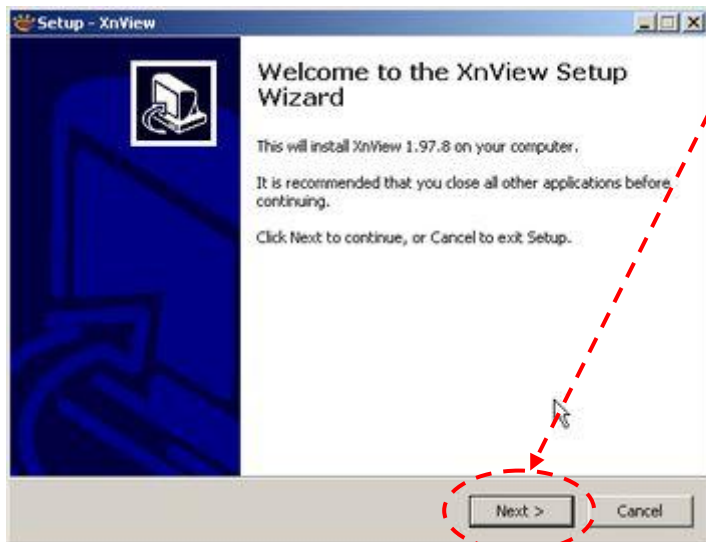 Setup - XnView
Welcome to the XnView Setup
Wizard
This will install XnView 1.97.8 on your computer.
It is recommended that you close all other applications before
continuing.
Click Next to continue, or Cancel to exit Setup.
Next >
Cancel